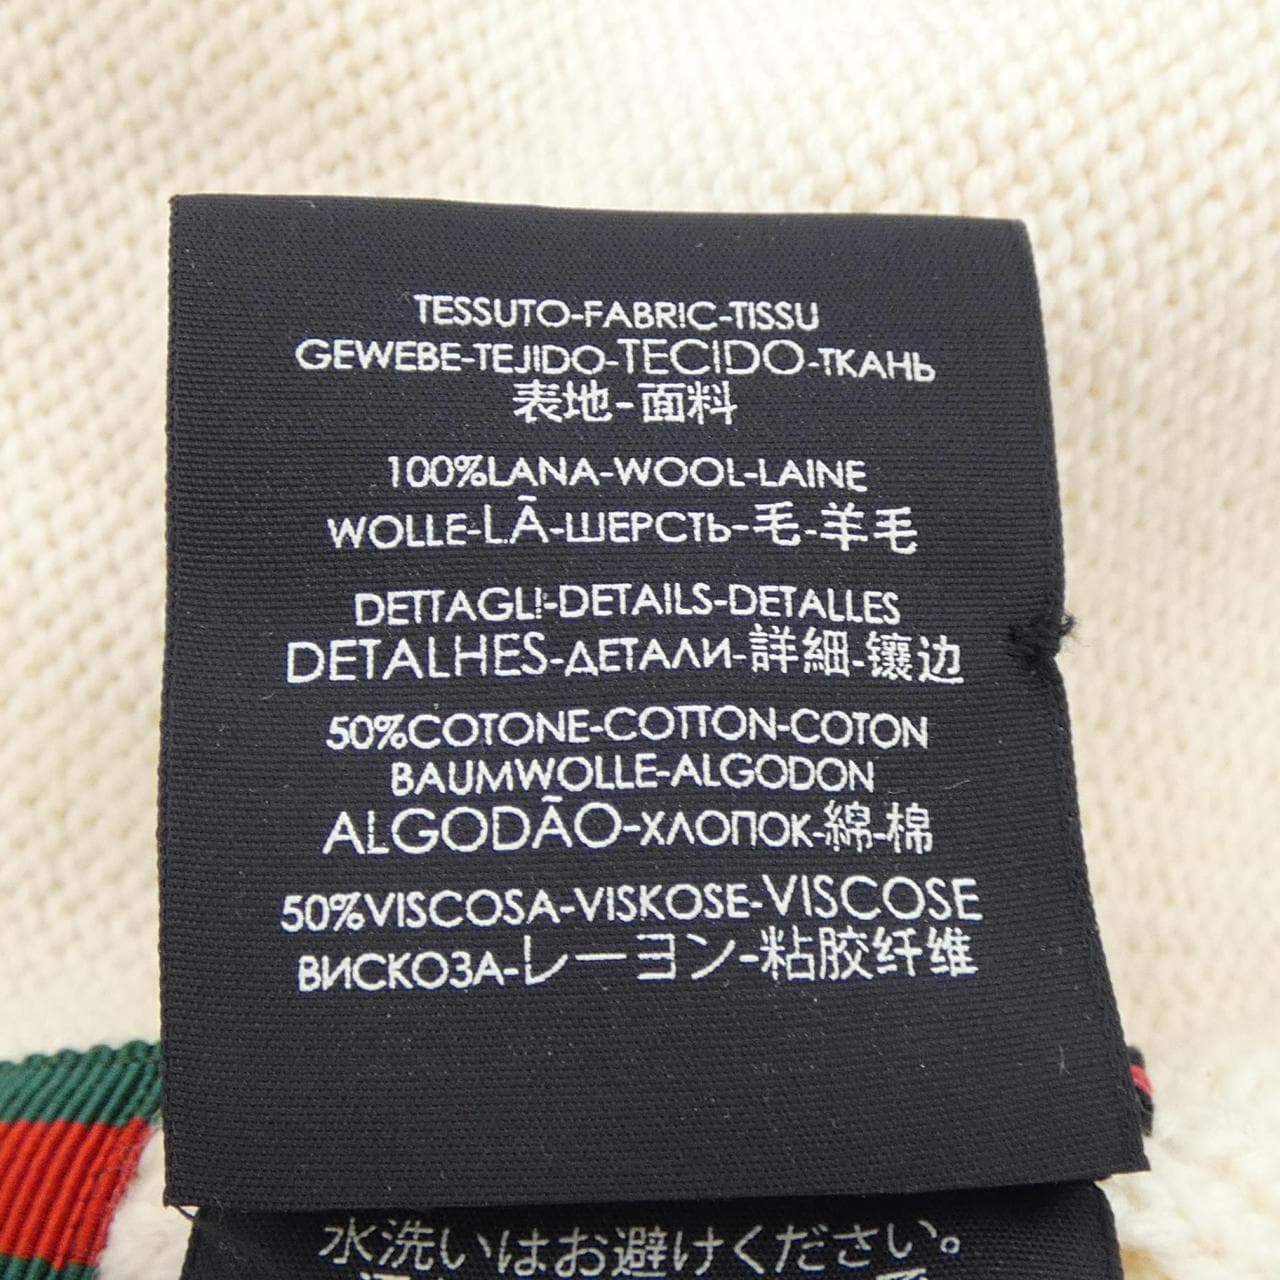 TESSUTO-FABRIC-TISSU
GEWEBE-TEJIDO-TECIDO-ТКАНЬ
表地-面料
100%LANA-WOOL-LAINE
WOLLE-LÃ-ШЕРСТЬ-毛-羊毛
DETTAGLI-DETAILS-DETALLES
DETALHES-ДЕТАЛИ-詳細-镶边
50%COTONE-COTTON-COTON
BAUMWOLLE-ALGODON
ALGODÃO-ХЛОПОК-綿-棉
50%VISCOSA-VISKOSE-VISCOSE
ВИСКОЗА-レーヨン-粘胶纤维
水洗いはお避けください。